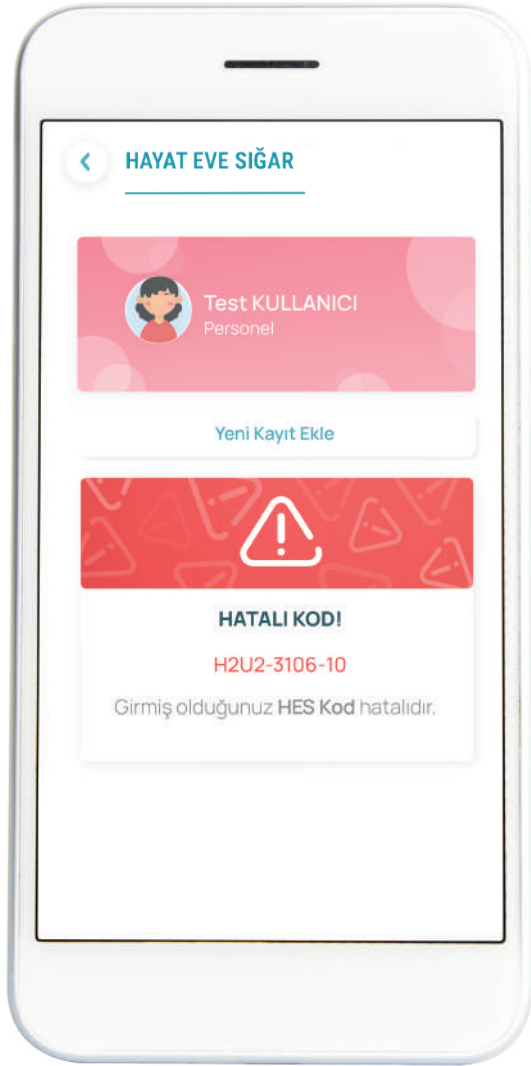 HAYAT EVE SIĞAR
Test KULLANICI
Personel
Yeni Kayıt Ekle
HATALI KOD!
H2U2-3106-10
Girmiş olduğunuz HES Kod hatalıdır.